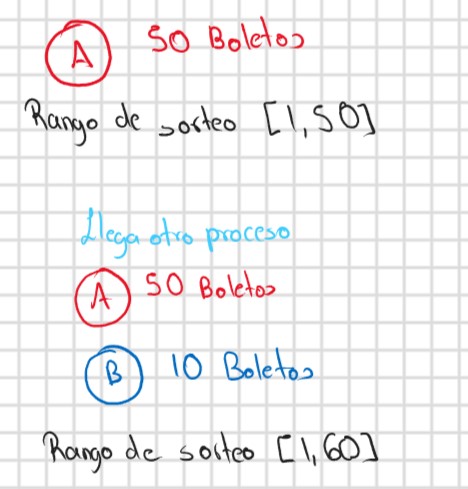 A 50 Boletos
Rango de sorteo [1,50]
Llega otro proceso
A 50 Boletos
B 10 Boletos
Rango de sorteo [1,60]